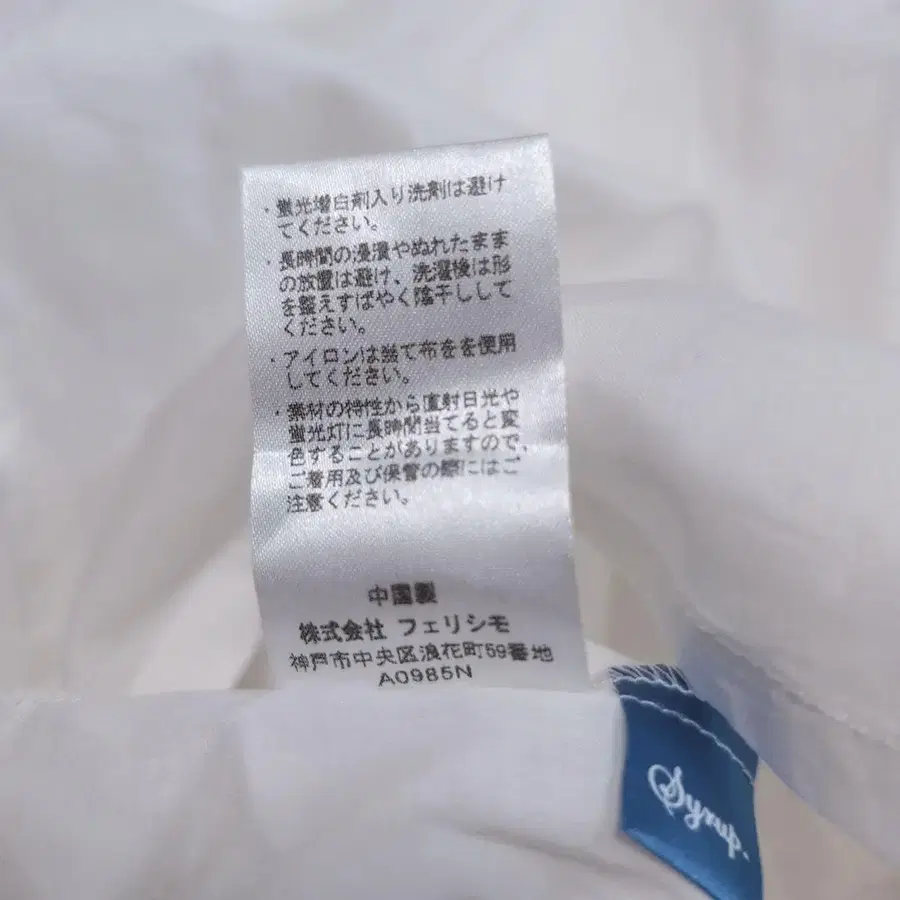 ・蛍光増白剤入り洗剤は避け
てください。
・長時間の浸漬やぬれたまま
の放置は避け、洗濯後は形
を整えすばやく陰干しして
ください。
・アイロンは当て布をを使用
してください。
・素材の特性から直射日光や
蛍光灯に長時間当てると変
色することがありますので、
ご着用及び保管の際にはご
注意ください。
中国製
株式会社 フェリシモ
神戸市中央区浪花町59番地
A0985N
Syrup.